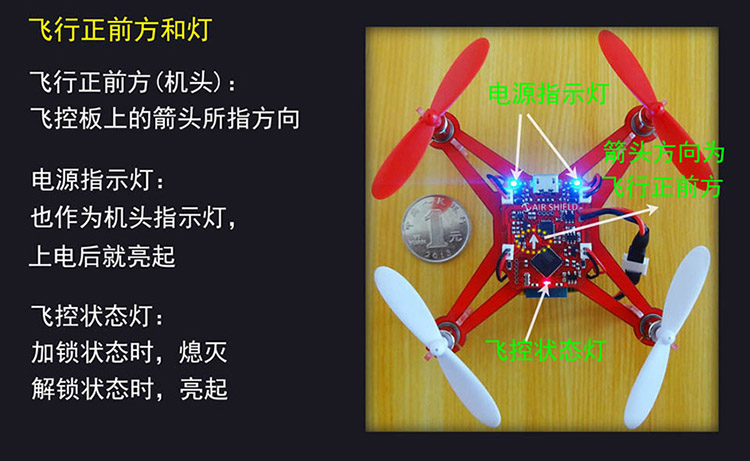 飞行正前方和灯
飞行正前方(机头):
飞控板上的箭头所指方向
电源指示灯:
也作为机头指示灯，
上电后就亮起
飞控状态灯:
加锁状态时，熄灭
解锁状态时，亮起
电源指示灯
箭头方向为
飞行正前方
AIR SHIELD
1元
飞控状态灯